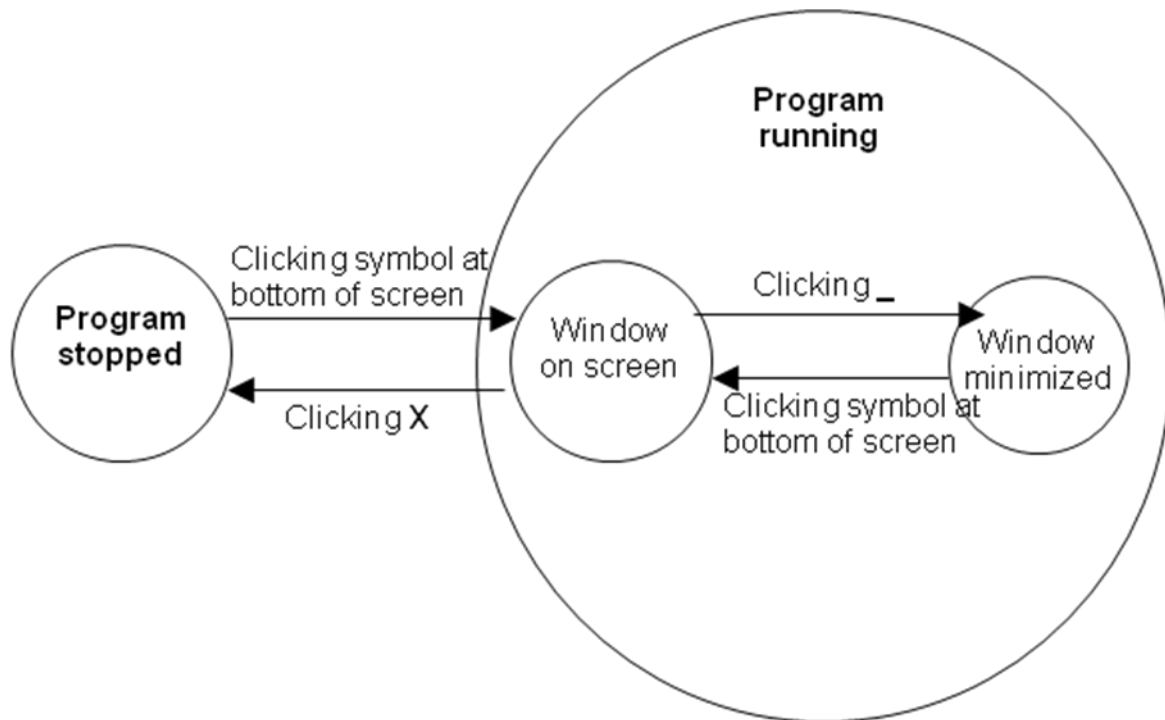 Program
running
Clicking symbol at
bottom of screen
Clicking _
Program
stopped
Window
on screen
Window
minimized
Clicking X
Clicking symbol at
bottom of screen